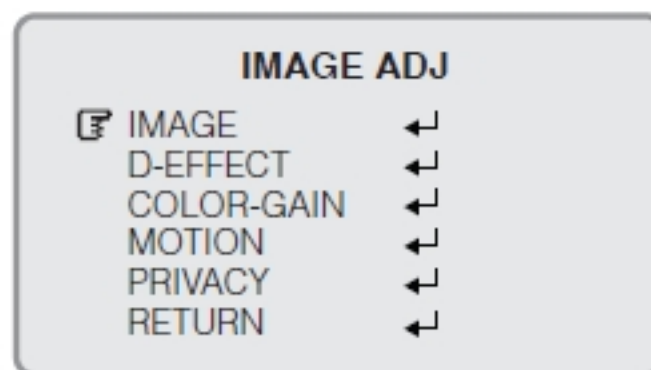 IMAGE ADJ
☞ IMAGE ↵
D-EFFECT ↵
COLOR-GAIN ↵
MOTION ↵
PRIVACY ↵
RETURN ↵